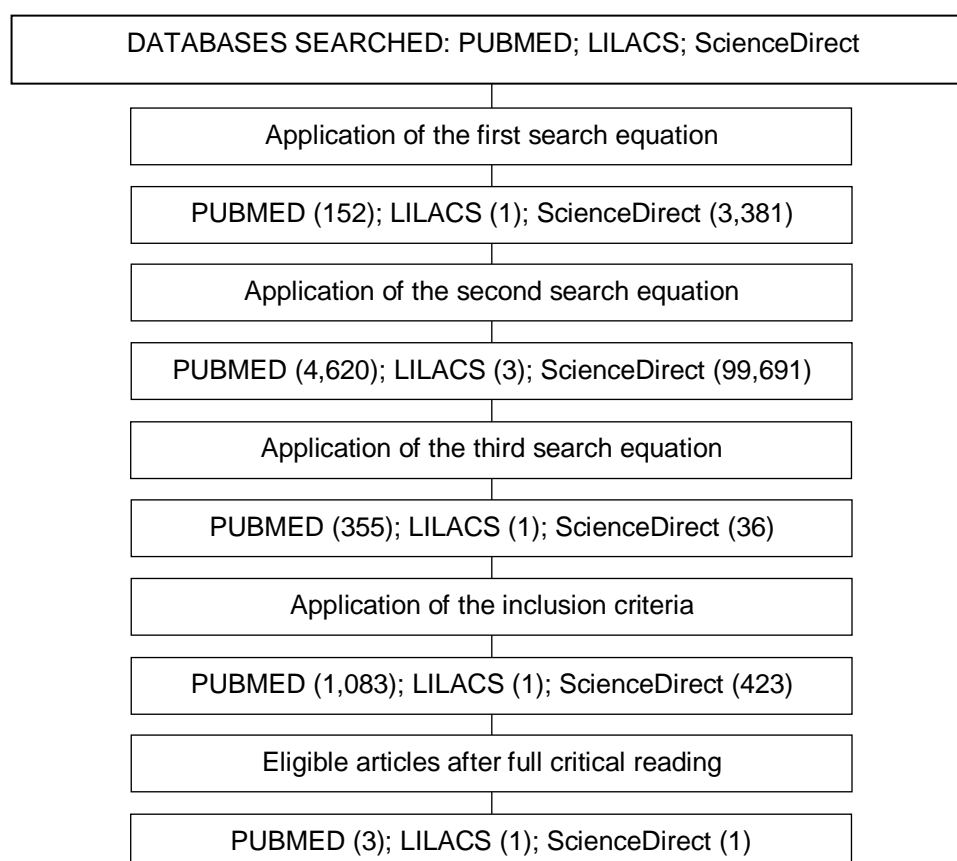 DATABASES SEARCHED: PUBMED; LILACS; ScienceDirect
Application of the first search equation
PUBMED (152); LILACS (1); ScienceDirect (3,381)
Application of the second search equation
PUBMED (4,620); LILACS (3); ScienceDirect (99,691)
Application of the third search equation
PUBMED (355); LILACS (1); ScienceDirect (36)
Application of the inclusion criteria
PUBMED (1,083); LILACS (1); ScienceDirect (423)
Eligible articles after full critical reading
PUBMED (3); LILACS (1); ScienceDirect (1)